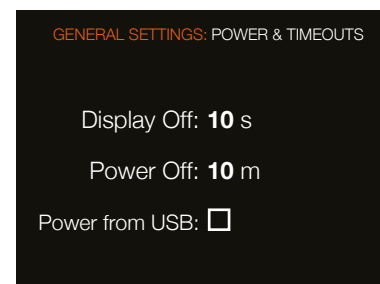 GENERAL SETTINGS: POWER & TIMEOUTS
Display Off: 10 s
Power Off: 10 m
Power from USB: